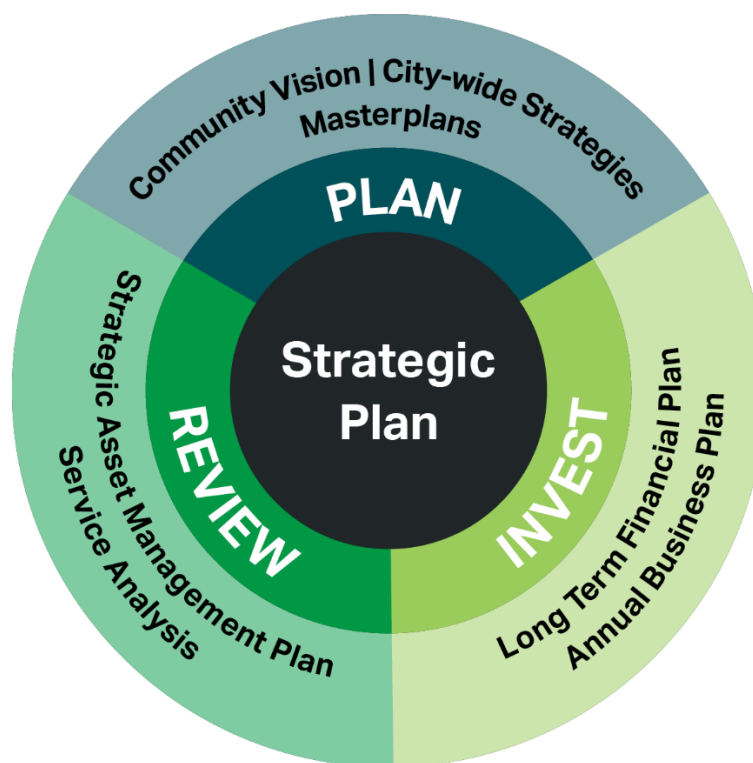 Community Vision | City-wide Strategies
Masterplans
PLAN
Strategic
Plan
INVEST
Long Term Financial Plan
Annual Business Plan
REVIEW
Strategic Asset Management Plan
Service Analysis